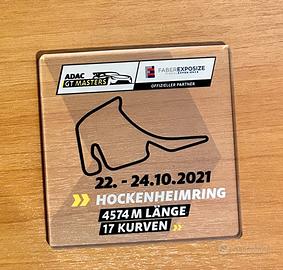 ADAC
GT MASTERS
FABEREXPOSIZE
OFFIZIELLER PARTNER
22. - 24.10.2021
HOCKENHEIMRING
4574 M LÄNGE
17 KURVEN